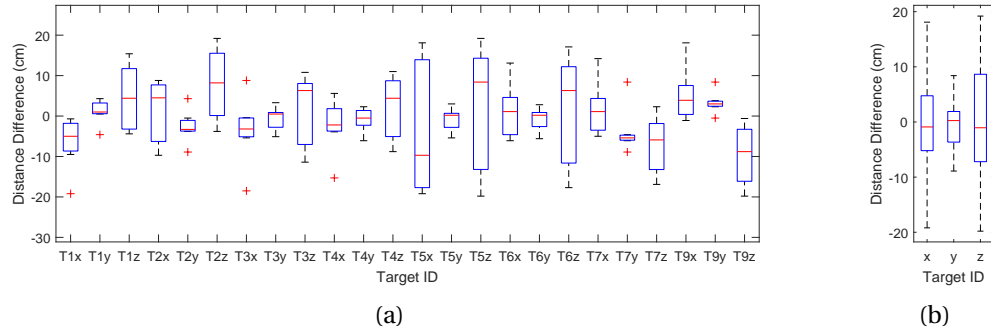 20
10
0
-10
-20
-30
Distance Difference (cm)
T1x T1y T1z T2x T2y T2z T3x T3y T3z T4x T4y T4z T5x T5y T5z T6x T6y T6z T7x T7y T7z T9x T9y T9z
Target ID
(a)
20
10
0
-10
-20
Distance Difference (cm)
x y z
Target ID
(b)